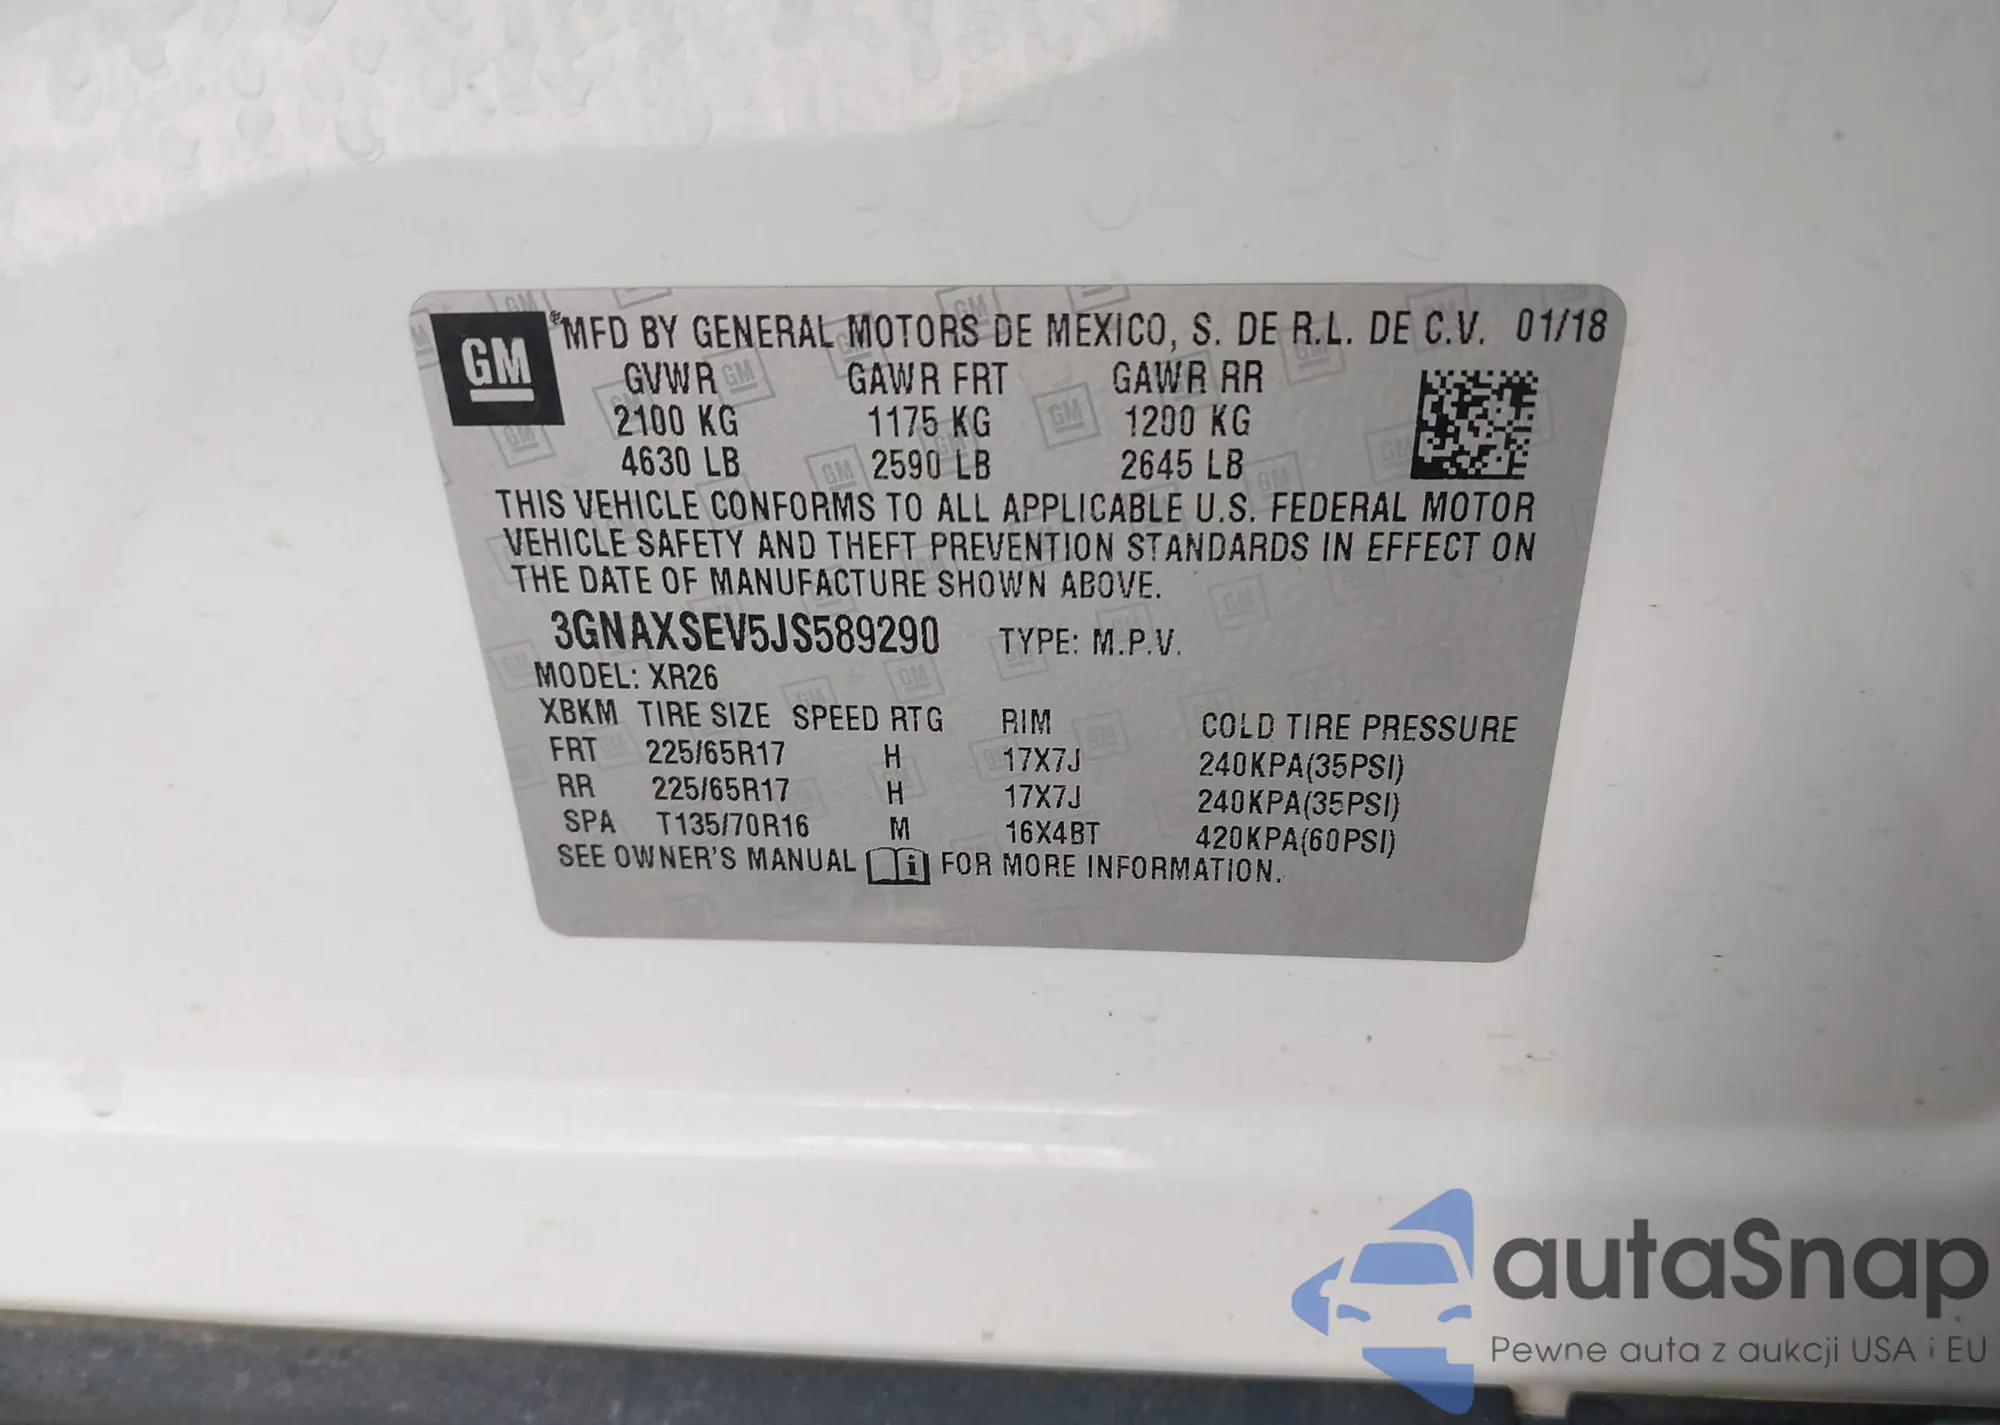 GM ® MFD BY GENERAL MOTORS DE MEXICO, S. DE R.L. DE C.V. 01/18
GVWR GAWR FRT GAWR RR
2100 KG 1175 KG 1200 KG
4630 LB 2590 LB 2645 LB
THIS VEHICLE CONFORMS TO ALL APPLICABLE U.S. FEDERAL MOTOR
VEHICLE SAFETY AND THEFT PREVENTION STANDARDS IN EFFECT ON
THE DATE OF MANUFACTURE SHOWN ABOVE.
3GNAXSEV5JS589290 TYPE: M.P.V.
MODEL: XR26
XBKM TIRE SIZE SPEED RTG RIM COLD TIRE PRESSURE
FRT 225/65R17 H 17X7J 240KPA(35PSI)
RR 225/65R17 H 17X7J 240KPA(35PSI)
SPA T135/70R16 M 16X4BT 420KPA(60PSI)
SEE OWNER'S MANUAL i FOR MORE INFORMATION.
autaSnap
Pewne auta z aukcji USA i EU